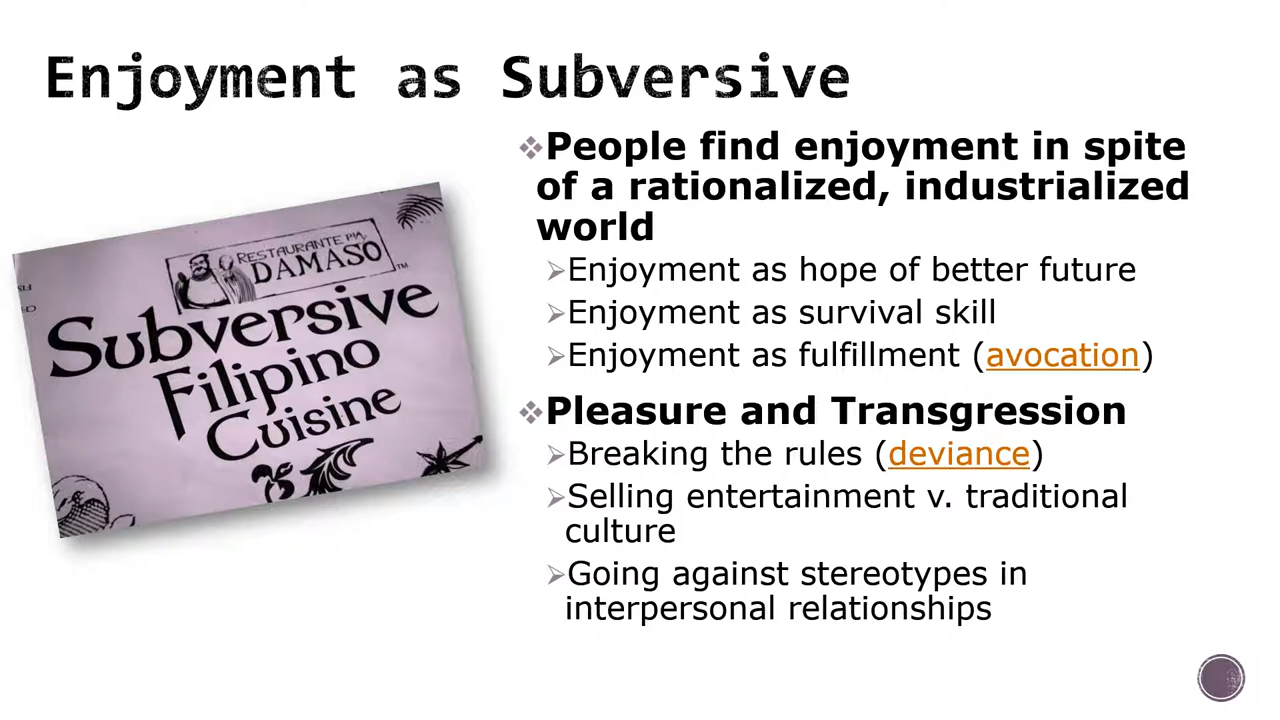 Enjoyment as Subversive
❖People find enjoyment in spite
of a rationalized, industrialized
world
➢Enjoyment as hope of better future
➢Enjoyment as survival skill
➢Enjoyment as fulfillment (avocation)
❖Pleasure and Transgression
➢Breaking the rules (deviance)
➢Selling entertainment v. traditional
culture
➢Going against stereotypes in
interpersonal relationships
RESTAURANTE PIA
DAMASO™
Subversive
Filipino
Cuisine